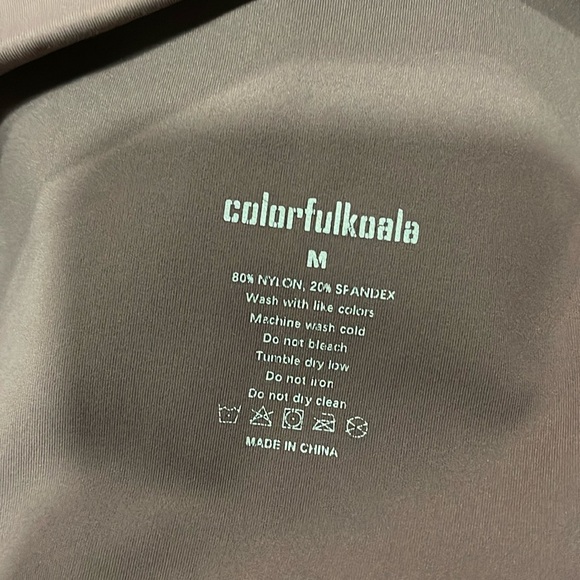 colorfulkoala
M
80% NYLON, 20% SPANDEX
Wash with like colors
Machine wash cold
Do not bleach
Tumble dry low
Do not iron
Do not dry clean
MADE IN CHINA